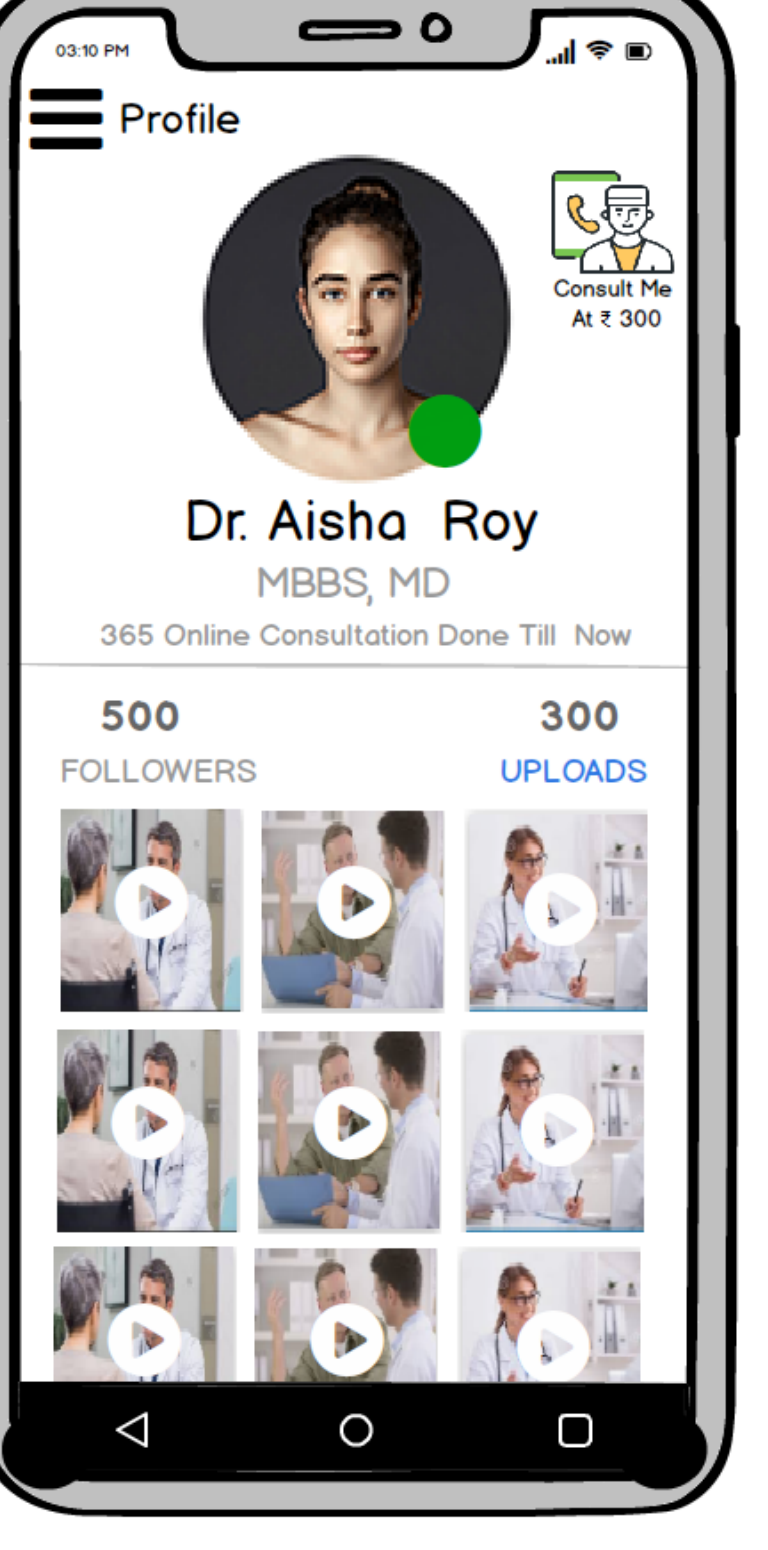 03:10 PM
Profile
Consult Me
At ₹ 300
Dr. Aisha Roy
MBBS, MD
365 Online Consultation Done Till Now
500
300
FOLLOWERS
UPLOADS